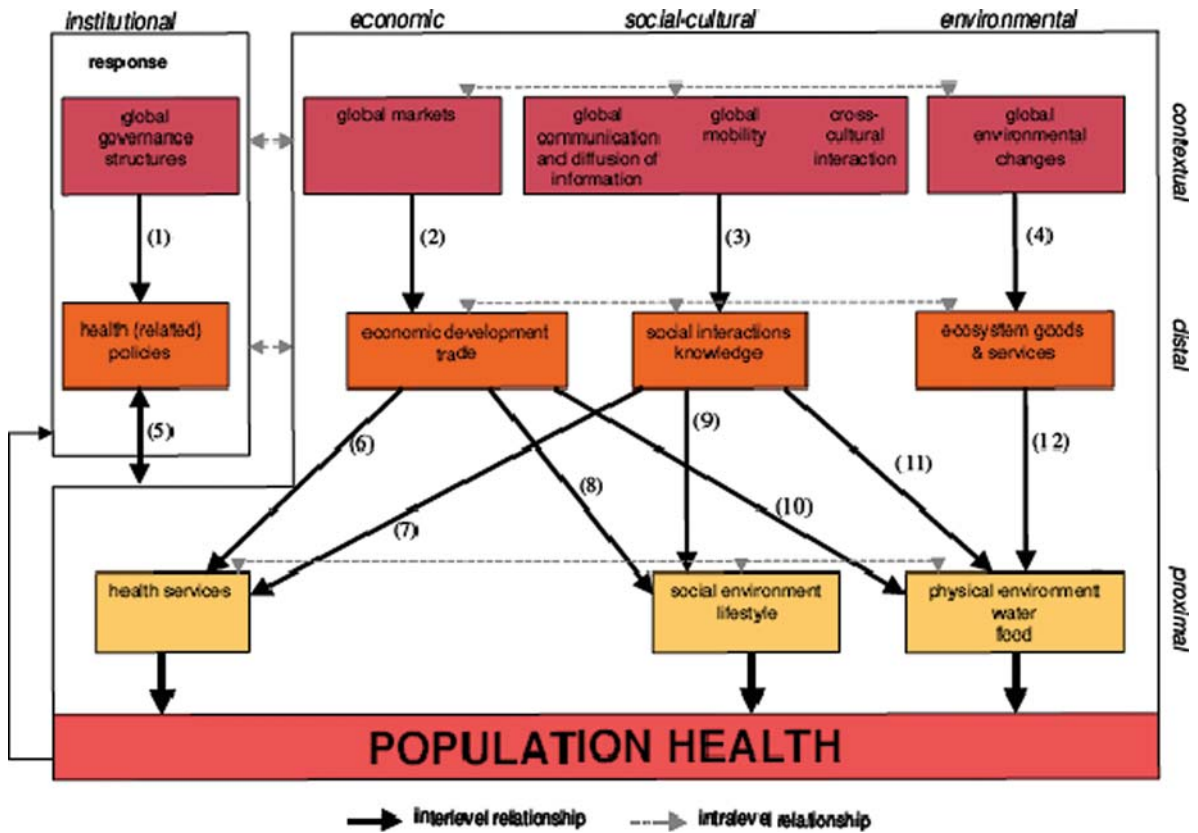 institutional
economic
social-cultural
environmental
response
global
governance
structures
global markets
global
communication
and diffusion of
information
global
mobility
cross-
cultural
interaction
global
environmental
changes
contextual
(1)
(2)
(3)
(4)
health (related)
policies
economic development
trade
social interactions
knowledge
ecosystem goods
& services
distal
(5)
(6)
(7)
(8)
(9)
(10)
(11)
(12)
health services
social environment
lifestyle
physical environment
water
food
proximal
POPULATION HEALTH
interlevel relationship
intralevel relationship